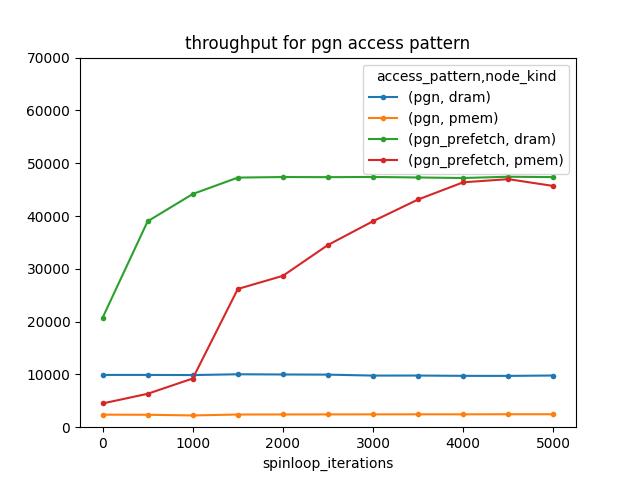 throughput for pgn access pattern
70000
60000
50000
40000
30000
20000
10000
0
access_pattern,node_kind
(pgn, dram)
(pgn, pmem)
(pgn_prefetch, dram)
(pgn_prefetch, pmem)
0 1000 2000 3000 4000 5000
spinloop_iterations